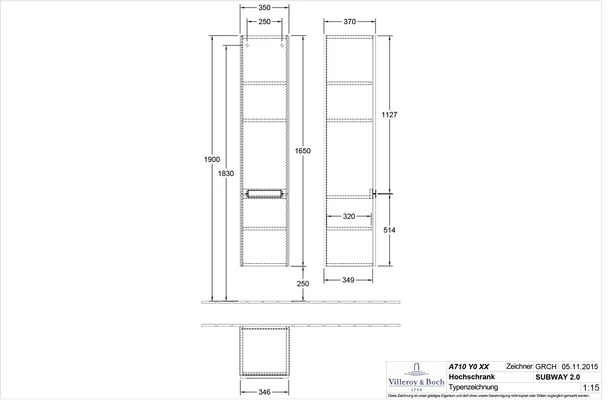 350
370
250
1127
1900
1830
1650
320
514
250
349
346
Villeroy & Boch
1748
A710 Y0 XX Zeichner GRCH 05.11.2015
Hochschrank SUBWAY 2.0
Typenzeichnung 1:15
Diese Zeichnung ist unser geistiges Eigentum und darf ohne unsere Genehmigung nicht kopiert oder Dritten zugänglich gemacht werden.